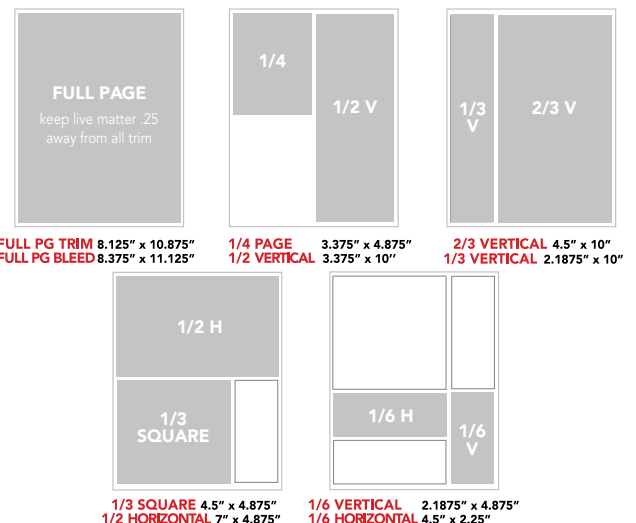 FULL PAGE
keep live matter .25
away from all trim
1/4
1/2 V
1/3
V
2/3 V
FULL PG TRIM 8.125" x 10.875"
FULL PG BLEED 8.375" x 11.125"
1/4 PAGE 3.375" x 4.875"
1/2 VERTICAL 3.375" x 10''
2/3 VERTICAL 4.5" x 10"
1/3 VERTICAL 2.1875" x 10"
1/2 H
1/3
SQUARE
1/6 H
1/6
V
1/3 SQUARE 4.5" x 4.875"
1/2 HORIZONTAL 7" x 4.875"
1/6 VERTICAL 2.1875" x 4.875"
1/6 HORIZONTAL 4.5" x 2.25"